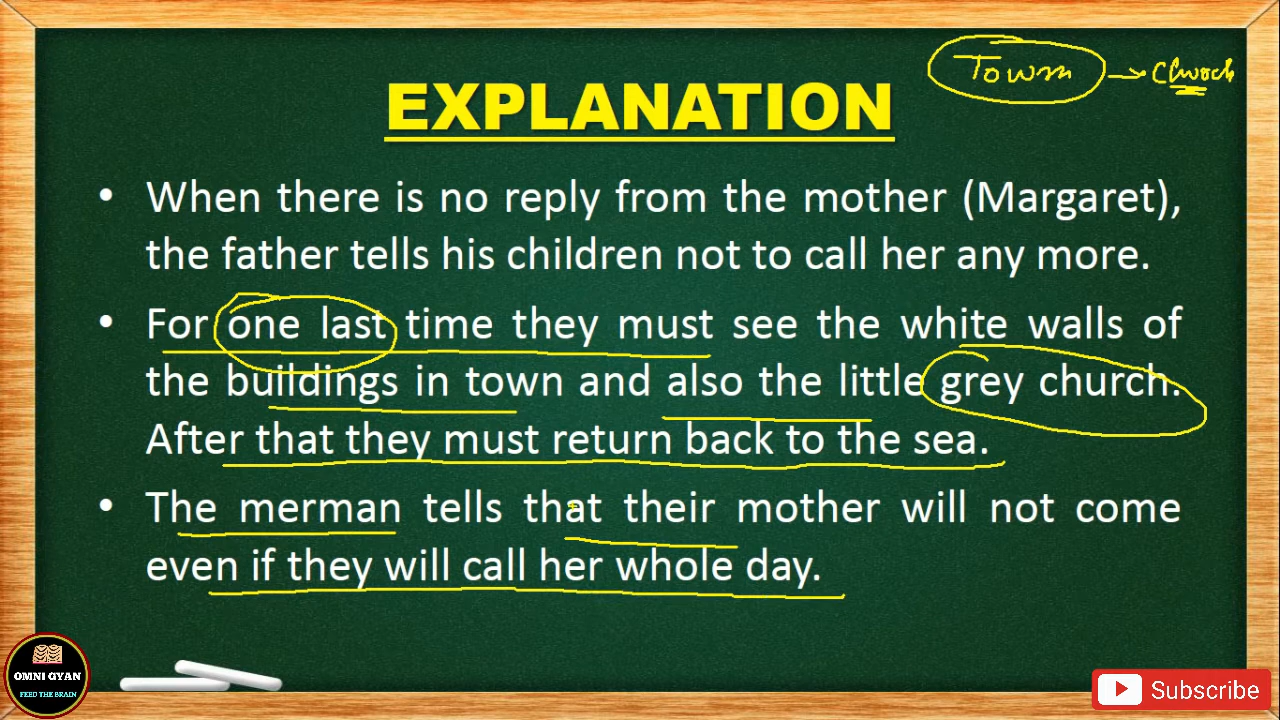 Town → Church
EXPLANATION
• When there is no reply from the mother (Margaret),
the father tells his children not to call her any more.
• For one last time they must see the white walls of
the buildings in town and also the little grey church.
After that they must return back to the sea.
• The merman tells that their mother will not come
even if they will call her whole day.
OMNI GYAN
FEED THE BRAIN
Subscribe